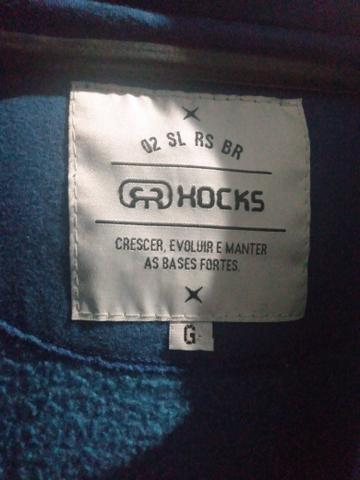 02 SL RS BR
HOCKS
CRESCER, EVOLUIR E MANTER
AS BASES FORTES.
G